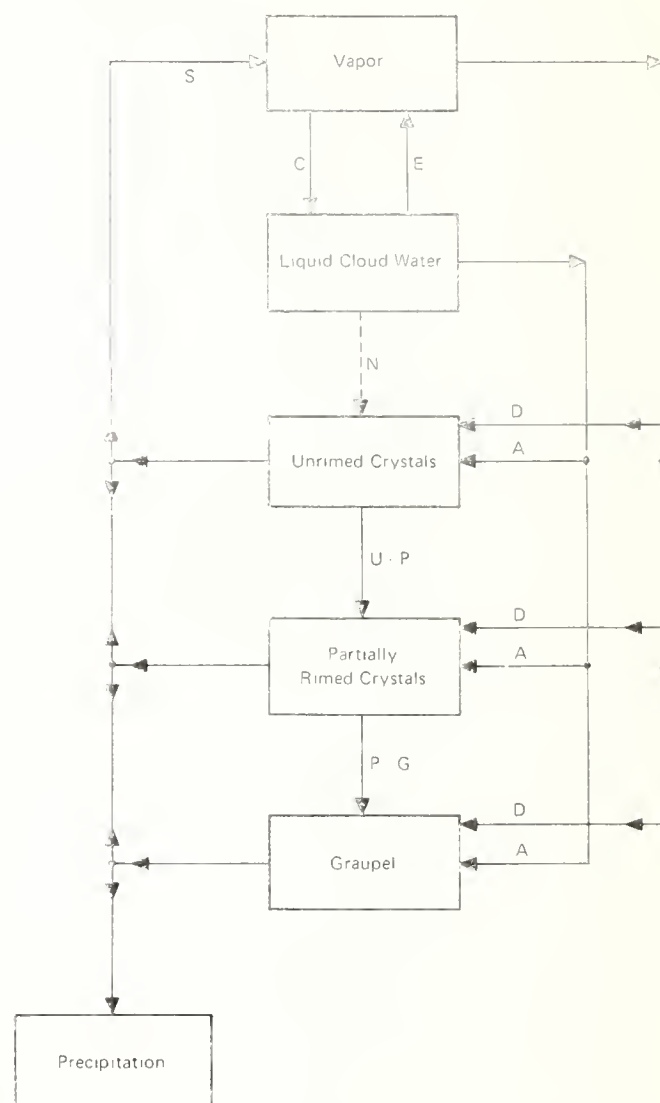 Vapor
S
C
E
Liquid Cloud Water
N
D
Unrimed Crystals
A
U - P
D
Partially
Rimed Crystals
A
P G
D
Graupel
A
Precipitation